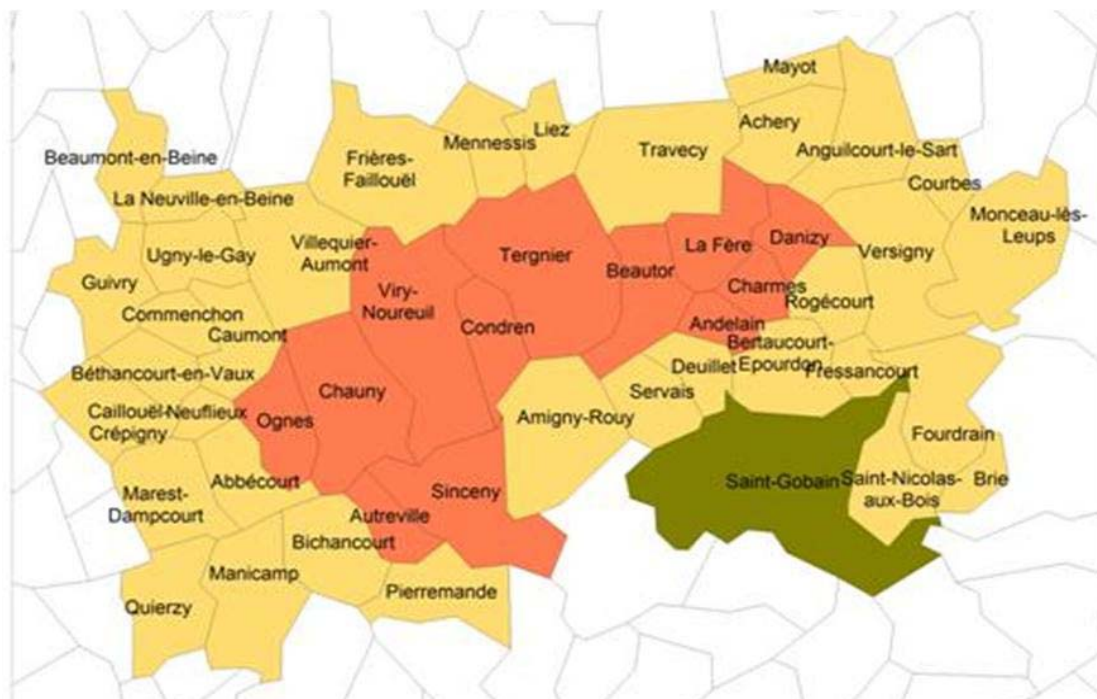 Mayot
Liez
Achery
Mennessis
Travecy
Anguilcourt-le-Sart
Beaumont-en-Beine
Frières-
Faillouël
Courbes
La Neuville-en-Beine
Monceau-lès-
Leups
Villequier-
Aumont
Ugny-le-Gay
Tergnier
La Fère
Danizy
Versigny
Beautor
Guivry
Viry-
Noureuil
Charmes
Rogécourt
Commenchon
Caumont
Condren
Andelain
Bertaucourt-
Epourdon
Deuillet
Fressancourt
Béthancourt-en-Vaux
Chauny
Servais
Caillouël-
Crépigny
Neuflieux
Ognes
Amigny-Rouy
Fourdrain
Abbécourt
Sinceny
Saint-Gobain
Saint-Nicolas-
aux-Bois
Brie
Marest-
Dampcourt
Autreville
Bichancourt
Manicamp
Pierremande
Quierzy